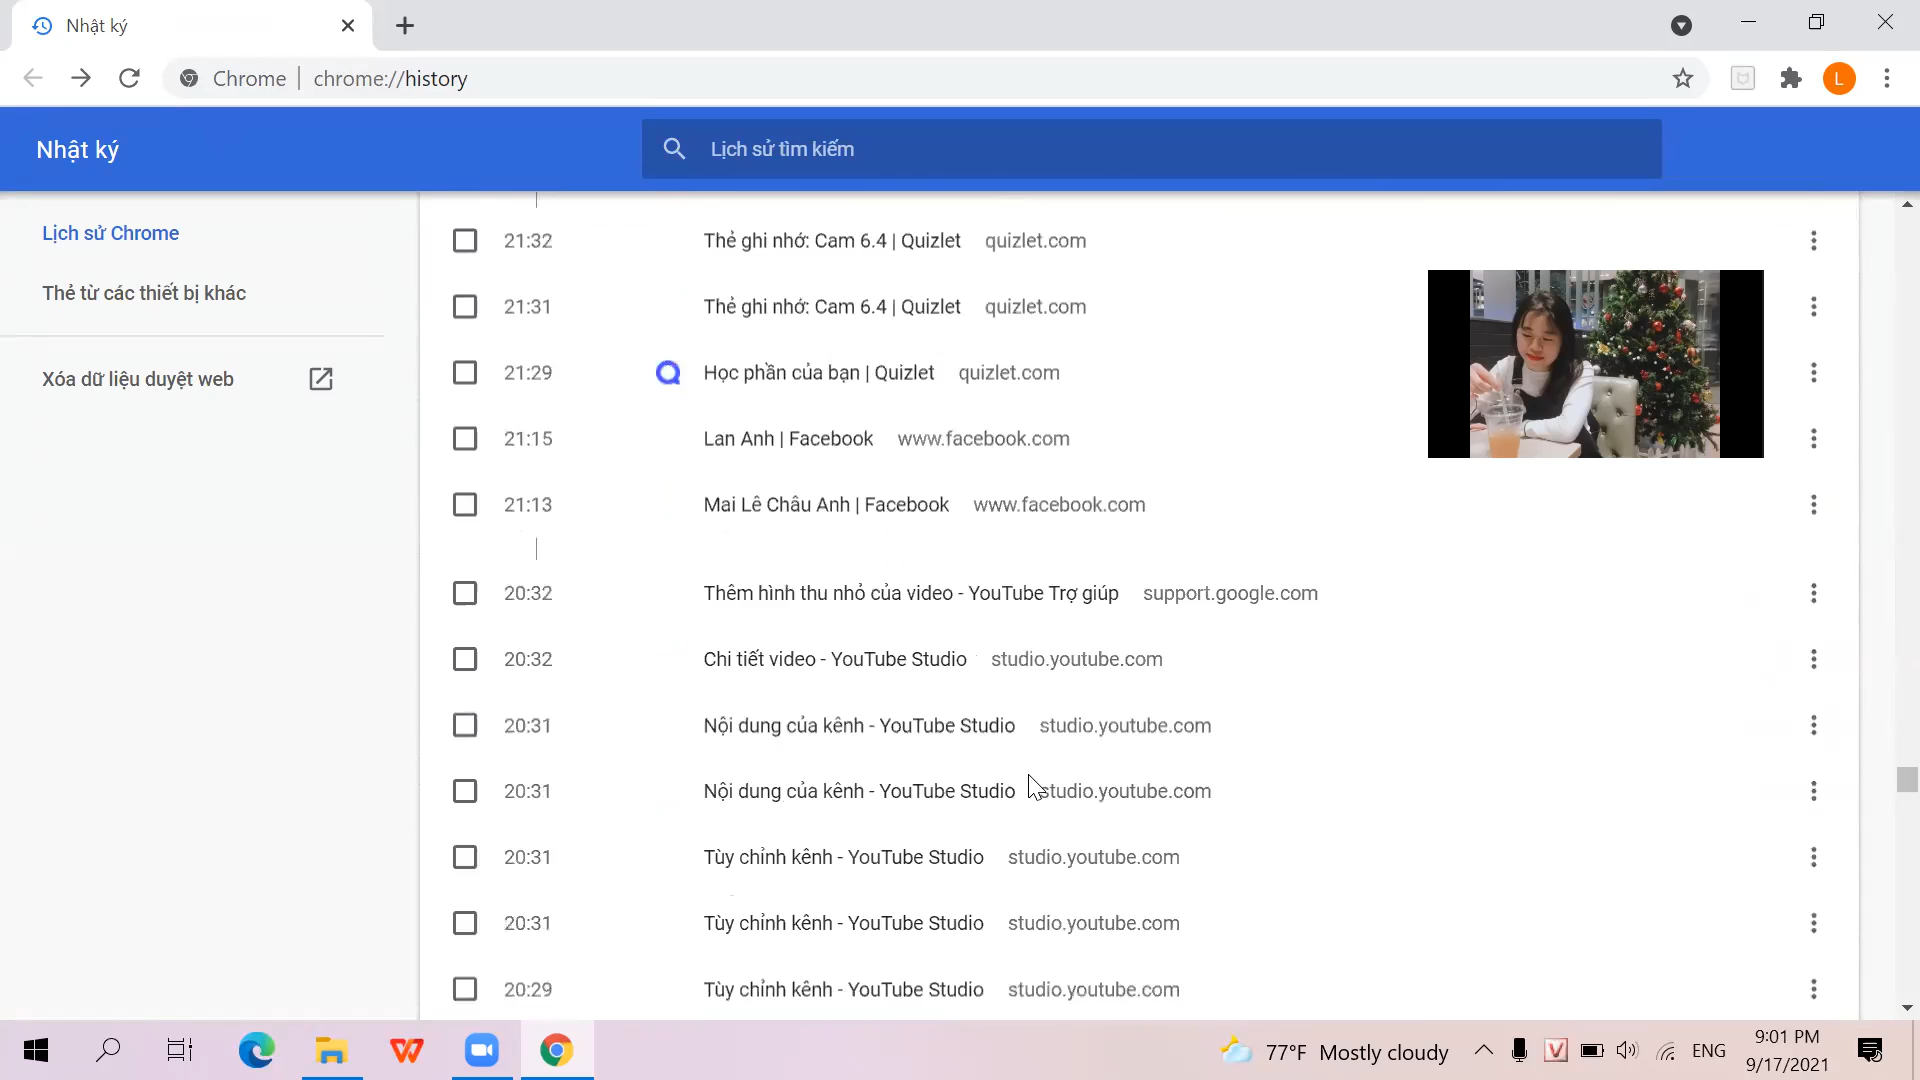 Nhật ký
Chrome | chrome://history
L
Nhật ký
Lịch sử tìm kiếm
Lịch sử Chrome
Thẻ từ các thiết bị khác
Xóa dữ liệu duyệt web
21:32 Thẻ ghi nhớ: Cam 6.4 | Quizlet quizlet.com
21:31 Thẻ ghi nhớ: Cam 6.4 | Quizlet quizlet.com
21:29 Học phần của bạn | Quizlet quizlet.com
21:15 Lan Anh | Facebook www.facebook.com
21:13 Mai Lê Châu Anh | Facebook www.facebook.com
20:32 Thêm hình thu nhỏ của video - YouTube Trợ giúp support.google.com
20:32 Chi tiết video - YouTube Studio studio.youtube.com
20:31 Nội dung của kênh - YouTube Studio studio.youtube.com
20:31 Nội dung của kênh - YouTube Studio studio.youtube.com
20:31 Tùy chỉnh kênh - YouTube Studio studio.youtube.com
20:31 Tùy chỉnh kênh - YouTube Studio studio.youtube.com
20:29 Tùy chỉnh kênh - YouTube Studio studio.youtube.com
77°F Mostly cloudy
V
ENG
9:01 PM
9/17/2021